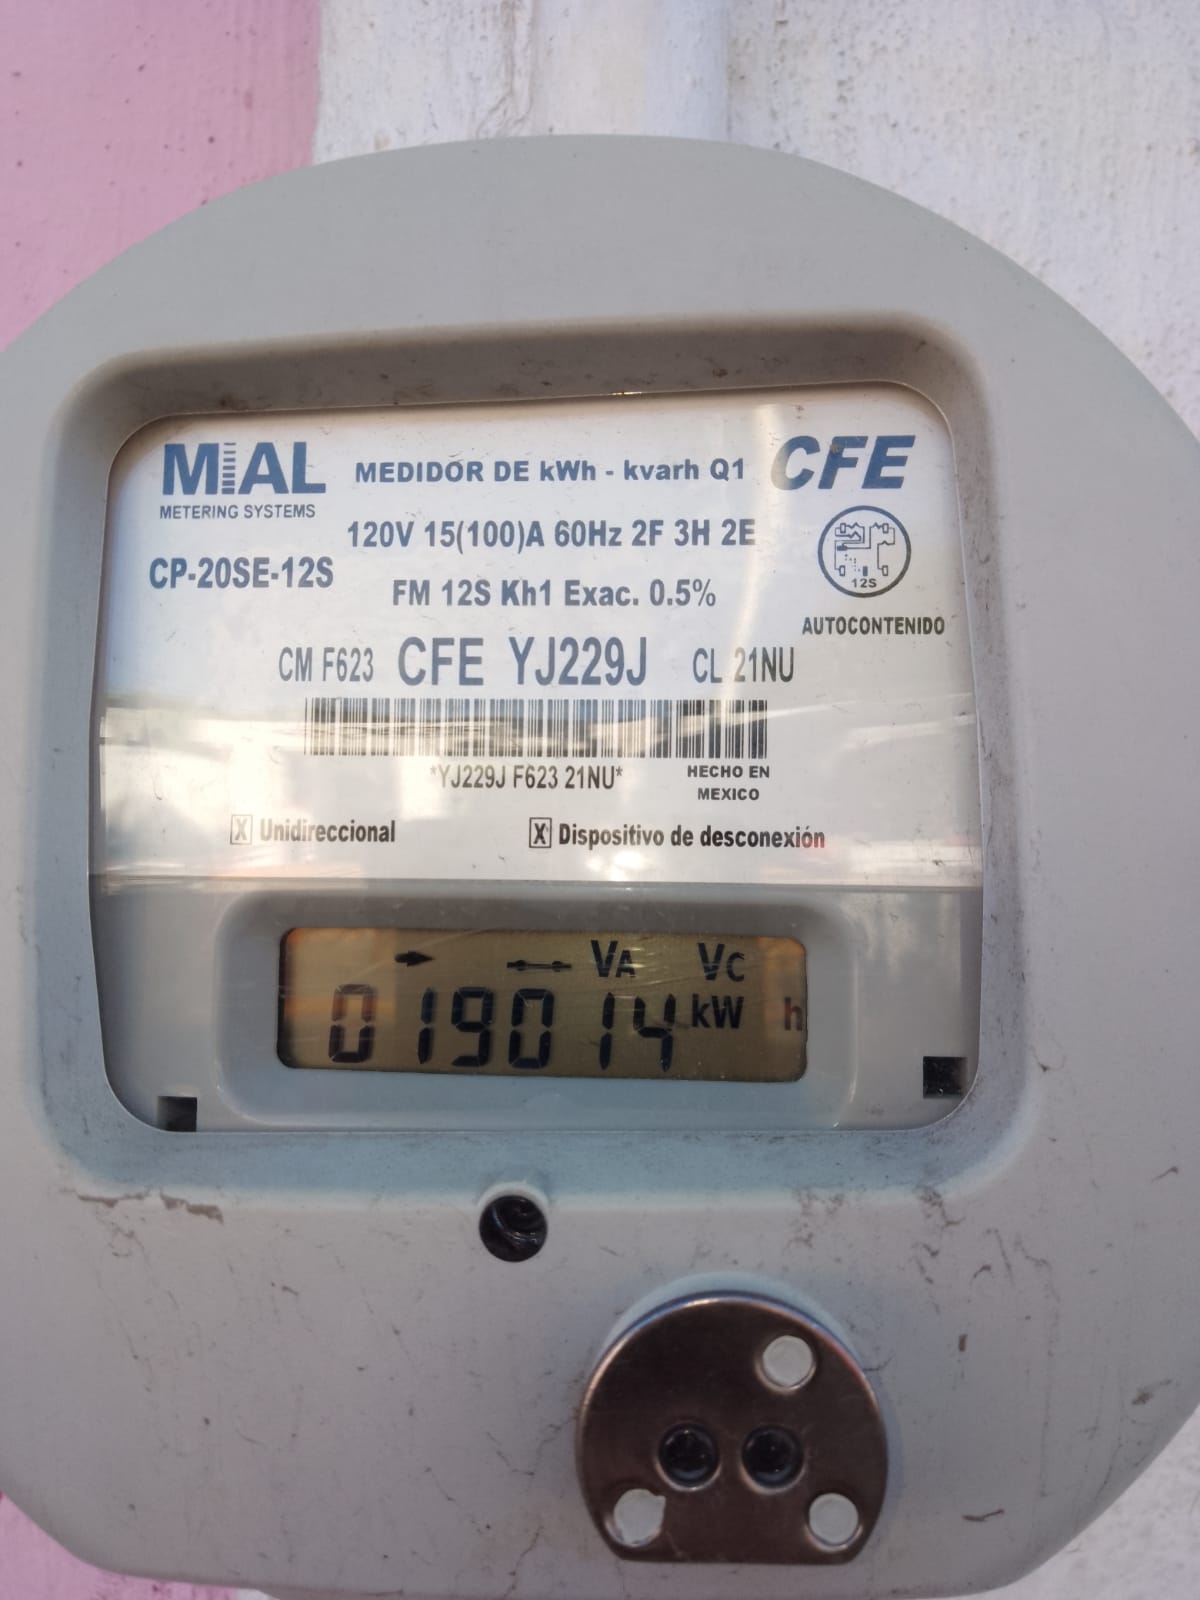 MIAL
METERING SYSTEMS
MEDIDOR DE kWh - kvarh Q1
CFE
120V 15(100)A 60Hz 2F 3H 2E
CP-20SE-12S
FM 12S Kh1 Exac. 0.5%
12S
AUTOCONTENIDO
CM F623 CFE YJ229J CL 21NU
*YJ229J F623 21NU*
HECHO EN
MEXICO
X Unidireccional
X Dispositivo de desconexión
VA VC
019014 kW h